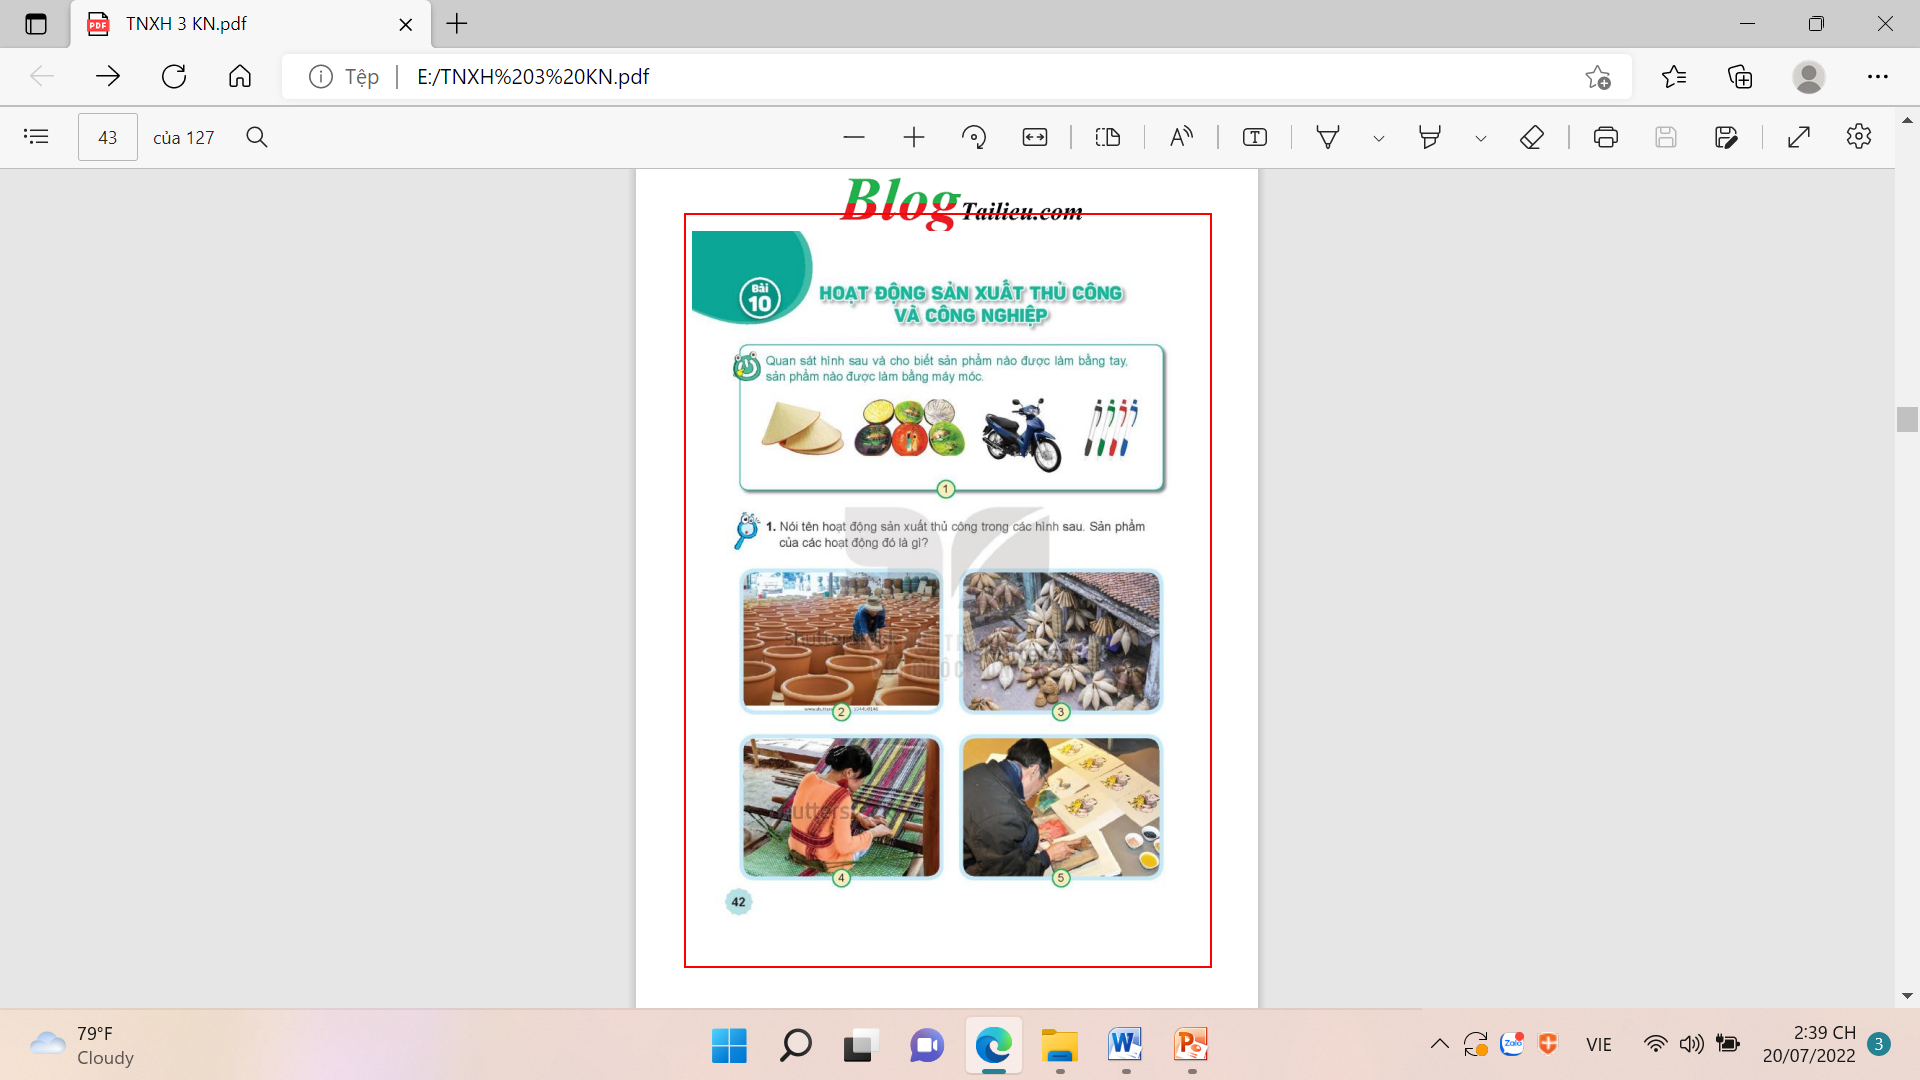 TNXH 3 KN.pdf
Tệp
E:/TNXH%203%20KN.pdf
43
của 127
Blog Tailieu.com
Bài
10
HOẠT ĐỘNG SẢN XUẤT THỦ CÔNG
VÀ CÔNG NGHIỆP
Quan sát hình sau và cho biết sản phẩm nào được làm bằng tay,
sản phẩm nào được làm bằng máy móc.
1
1. Nói tên hoạt động sản xuất thủ công trong các hình sau. Sản phẩm
của các hoạt động đó là gì?
2
3
4
5
42
79°F
Cloudy
Zalo
VIE
2:39 CH
20/07/2022
3